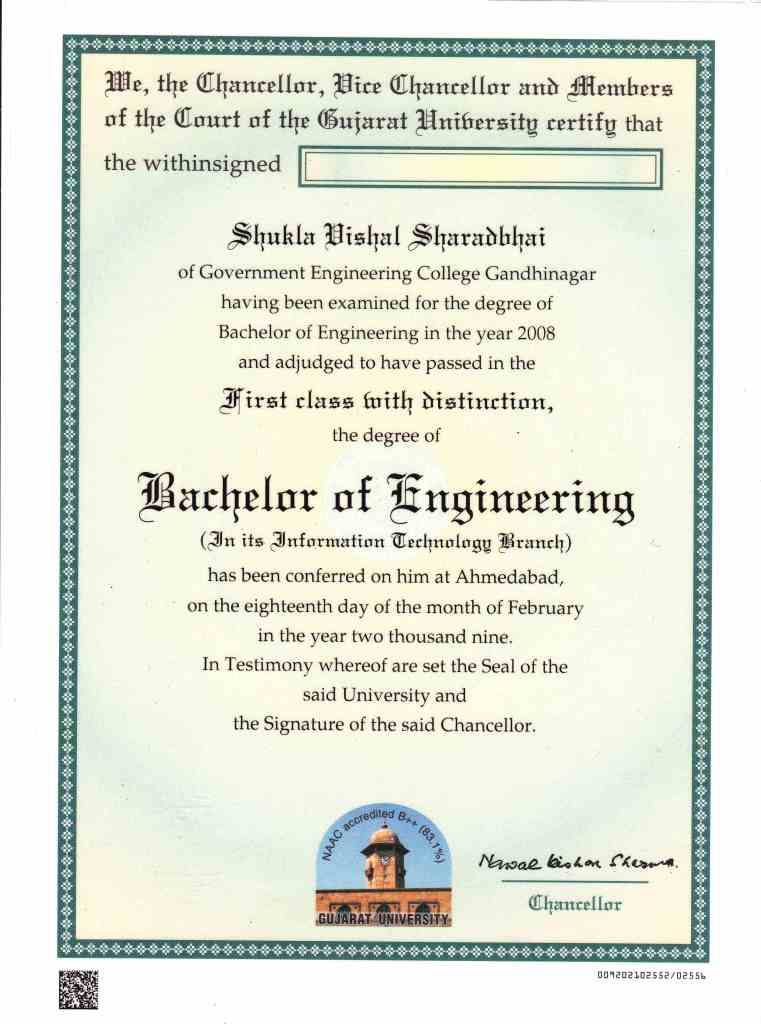 We, the Chancellor, Vice Chancellor and Members
of the Court of the Gujarat University certify that
the withinsigned
Shukla Vishal Sharadbhai
of Government Engineering College Gandhinagar
having been examined for the degree of
Bachelor of Engineering in the year 2008
and adjudged to have passed in the
First class with distinction,
the degree of
Bachelor of Engineering
(In its Information Technology Branch)
has been conferred on him at Ahmedabad,
on the eighteenth day of the month of February
in the year two thousand nine.
In Testimony whereof are set the Seal of the
said University and
the Signature of the said Chancellor.
NAAC accredited B++ (83.1%)
GUJARAT UNIVERSITY
Nawal Kishore Sharma.
Chancellor
009202102552/02556